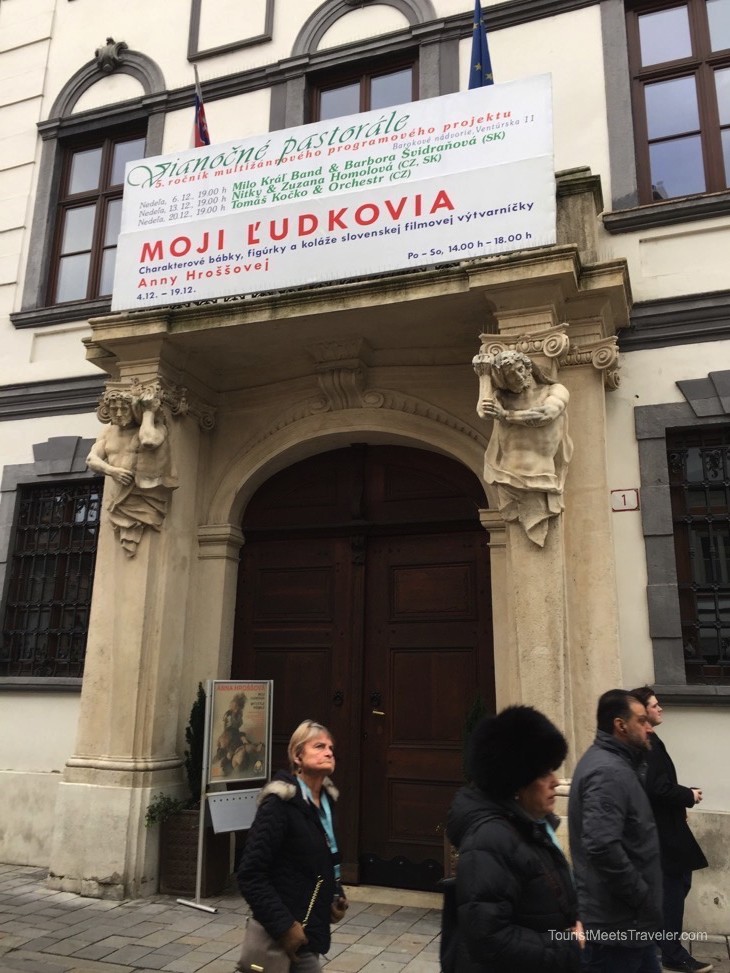 Vianočné pastorále
5. ročník multižánrového programového projektu
Barokové nádvorie, Ventúrska 11
Nedeľa, 6.12., 19.00 h Milo Kráľ Band & Barbora Švidraňová (SK)
Nedeľa, 13.12., 19.00 h Nitky & Zuzana Homolová (CZ, SK)
Nedeľa, 20.12., 19.00 h Tomáš Kočko & Orchestr (CZ)
MOJI ĽUDKOVIA
Charakterové bábky, figúrky a koláže slovenskej filmovej výtvarníčky
Anny Hroššovej
4.12. – 19.12.
Po – So, 14.00 h – 18.00 h
1
TouristMeetsTraveler.com